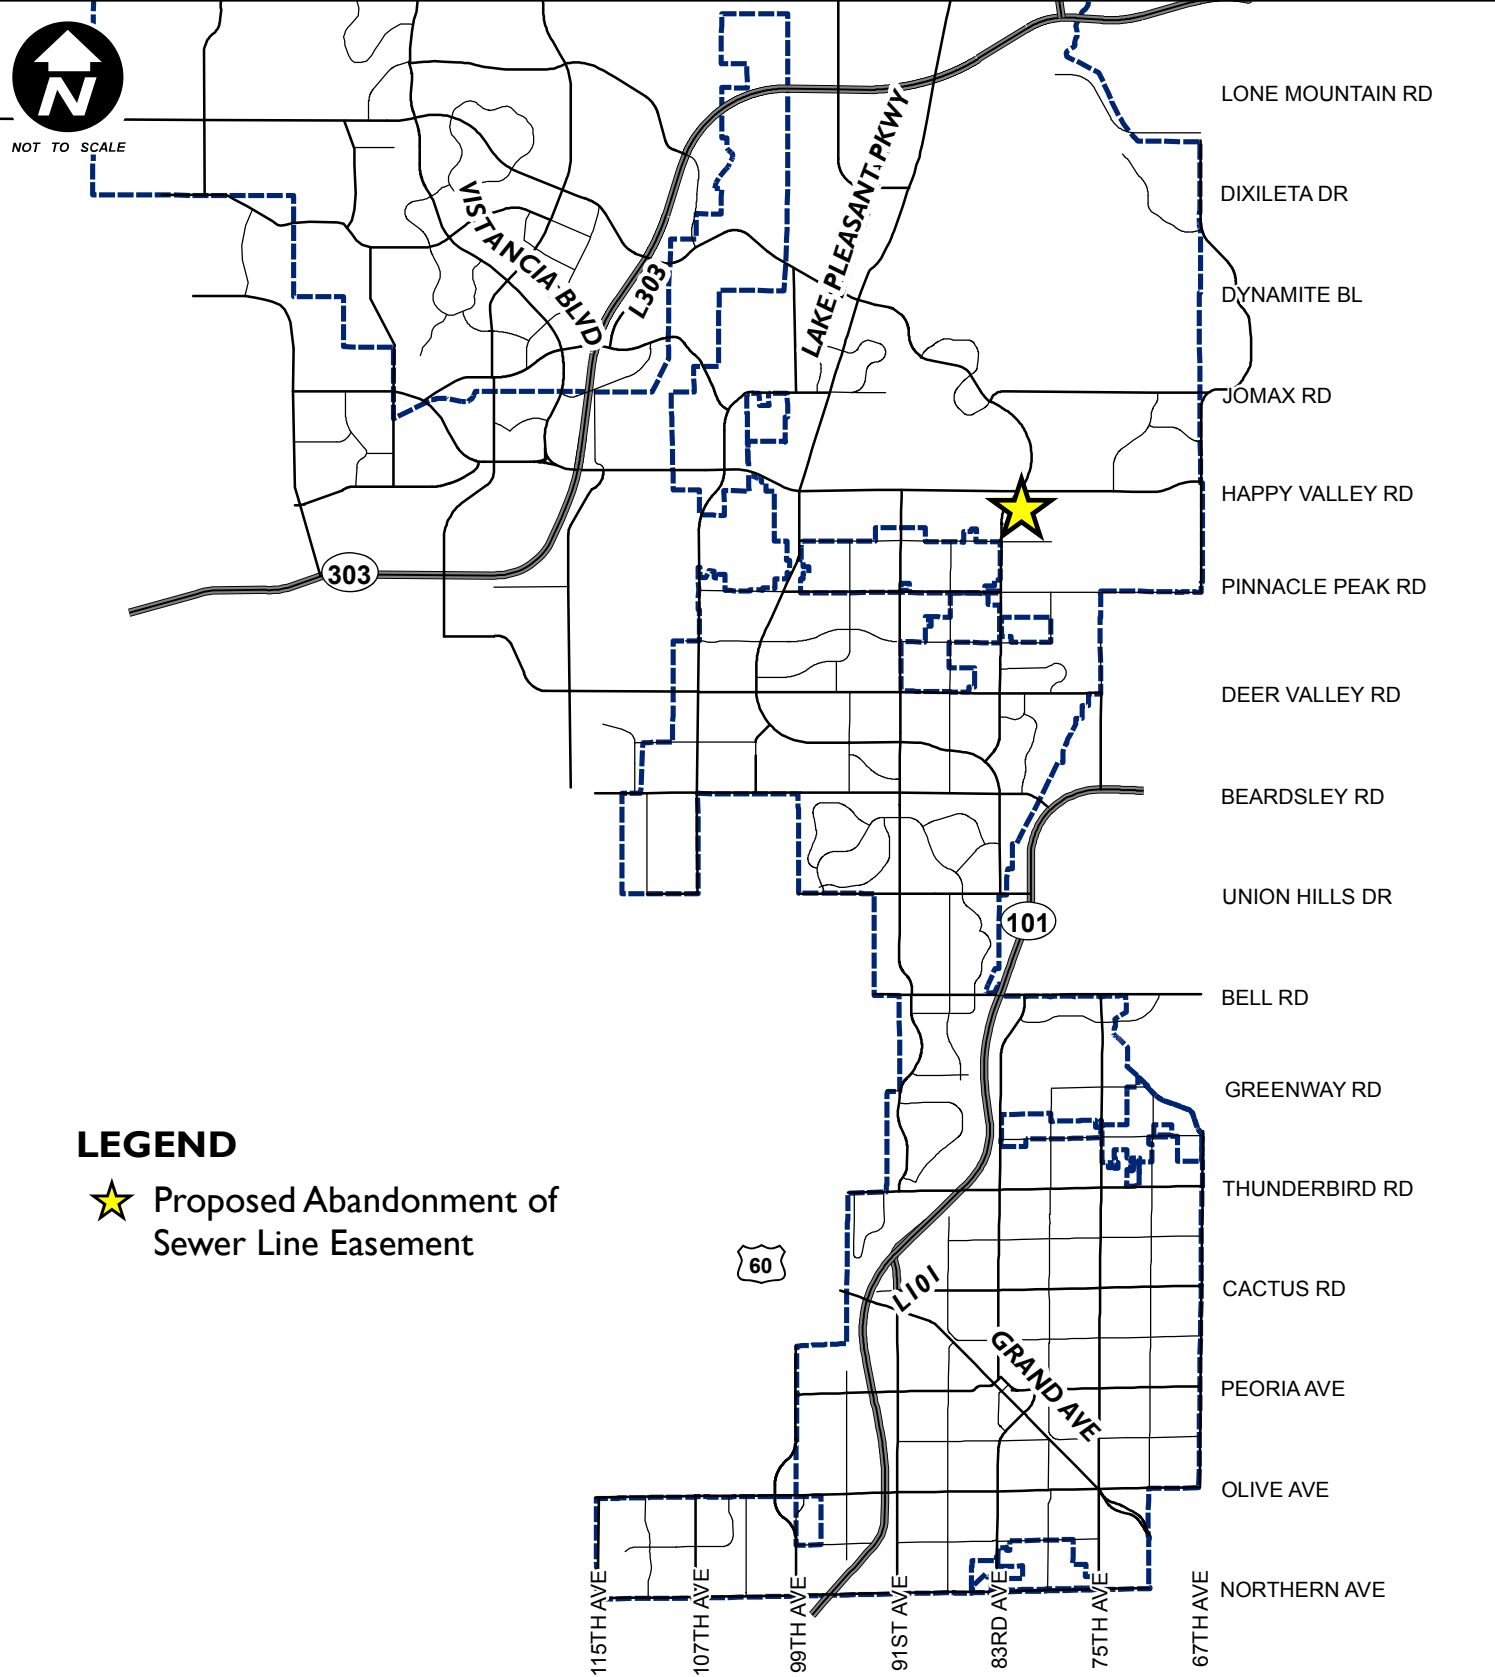 N
NOT TO SCALE
LONE MOUNTAIN RD
DIXILETA DR
DYNAMITE BL
JOMAX RD
HAPPY VALLEY RD
PINNACLE PEAK RD
DEER VALLEY RD
BEARDSLEY RD
UNION HILLS DR
BELL RD
GREENWAY RD
THUNDERBIRD RD
CACTUS RD
PEORIA AVE
OLIVE AVE
NORTHERN AVE
VISTANCIA BLVD
L303
LAKE PLEASANT PKWY
303
101
LEGEND
Proposed Abandonment of
Sewer Line Easement
60
L101
GRAND AVE
115TH AVE
107TH AVE
99TH AVE
91ST AVE
83RD AVE
75TH AVE
67TH AVE